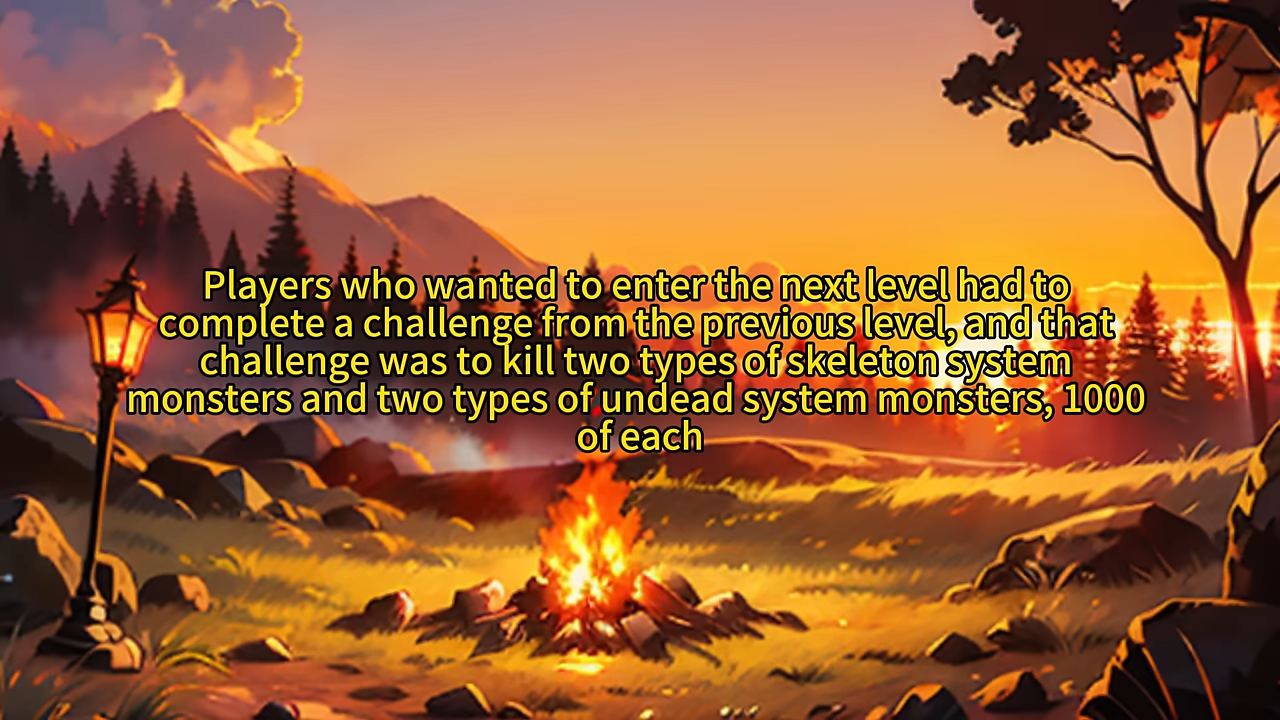 Players who wanted to enter the next level had to
complete a challenge from the previous level, and that
challenge was to kill two types of skeleton system
monsters and two types of undead system monsters, 1000
of each